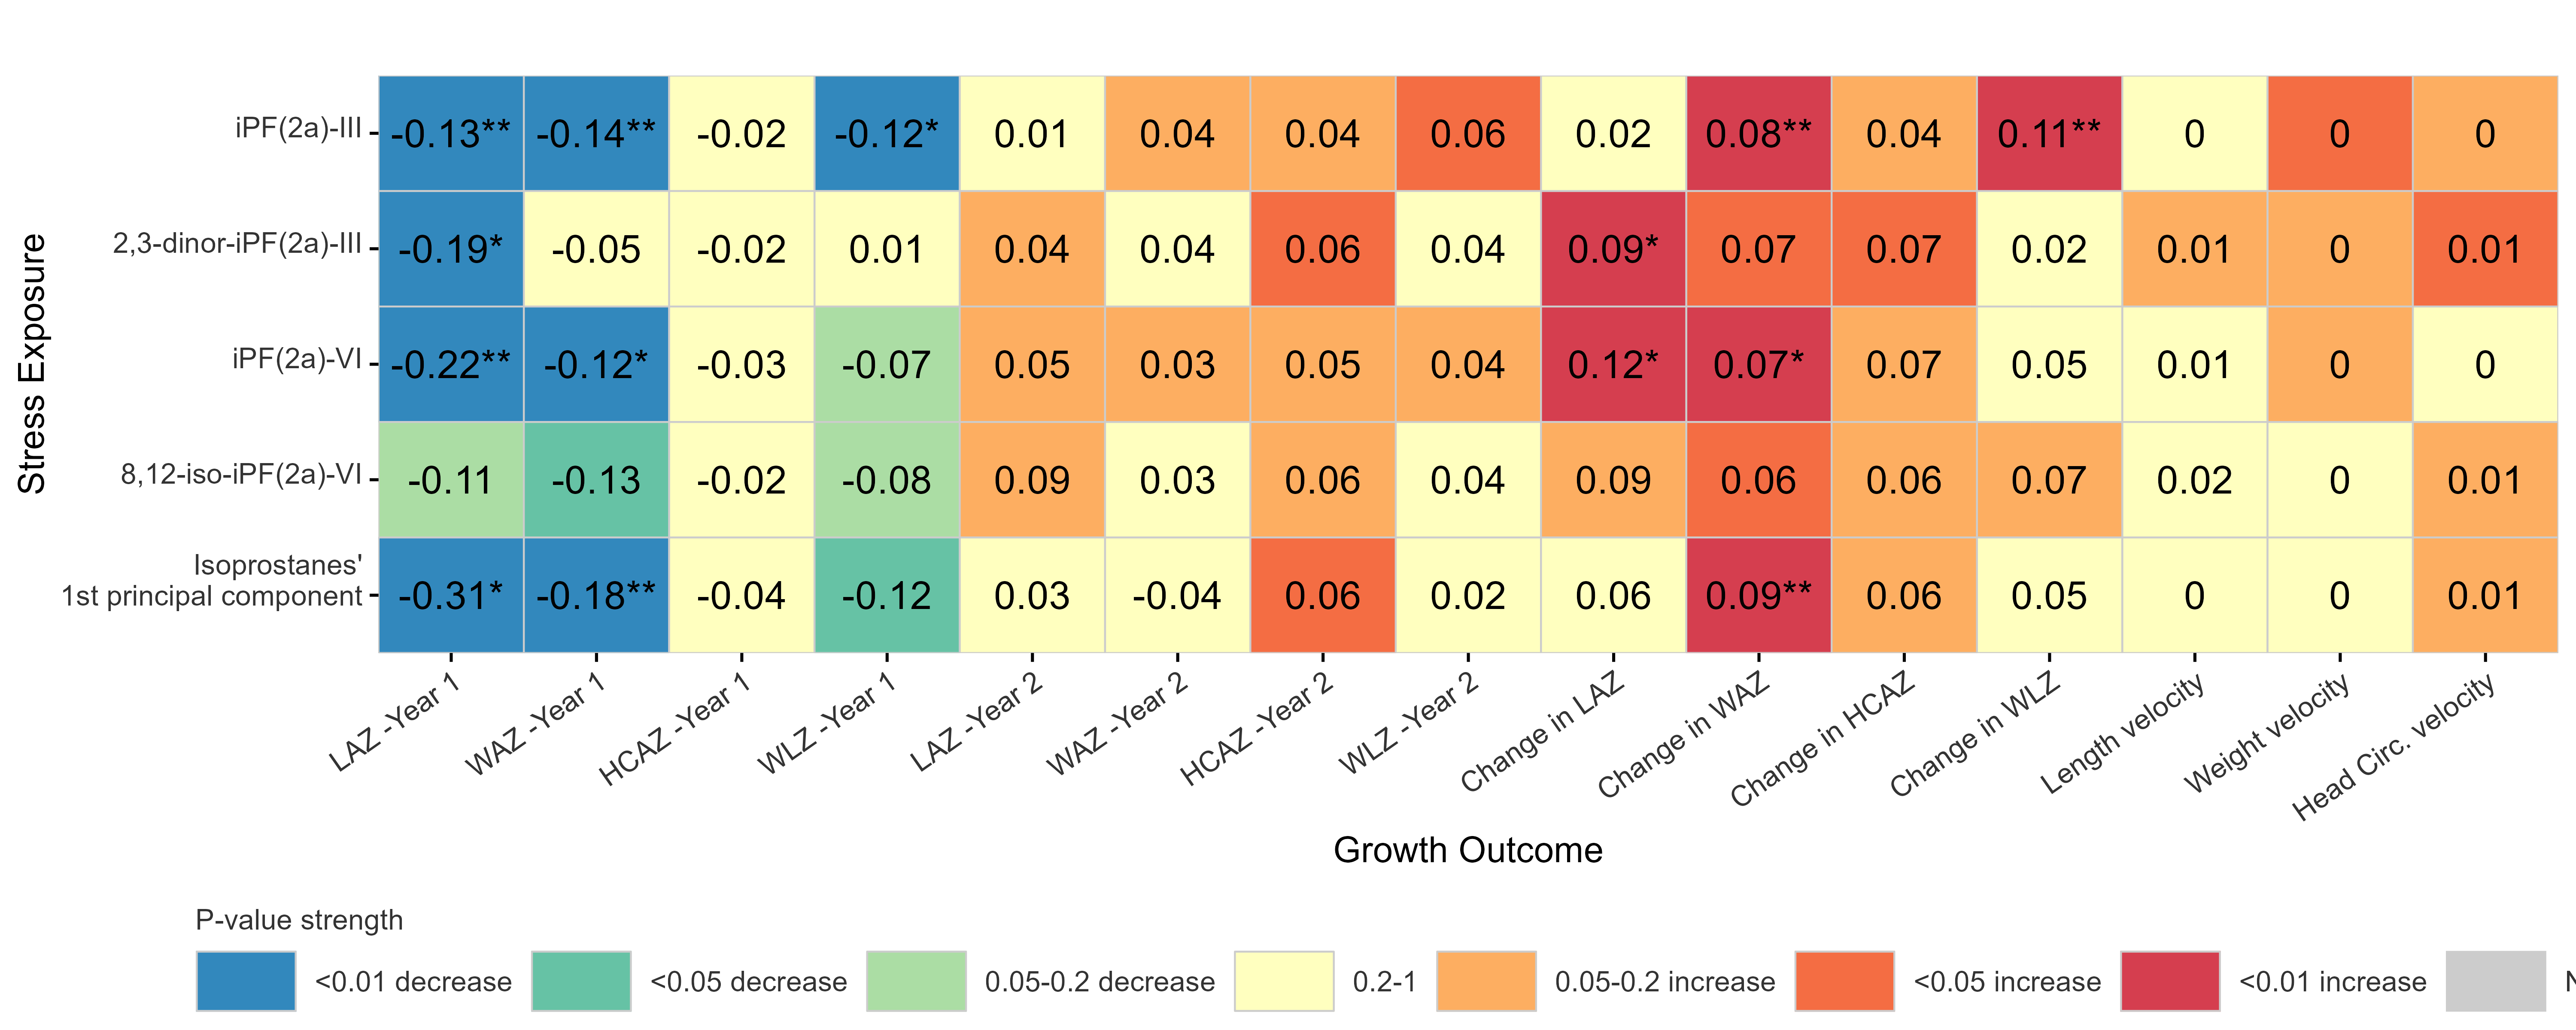 iPF(2a)-III -0.13** -0.14** -0.02 -0.12* 0.01 0.04 0.04 0.06 0.02 0.08** 0.04 0.11** 0 0 0
2,3-dinor-iPF(2a)-III -0.19* -0.05 -0.02 0.01 0.04 0.04 0.06 0.04 0.09* 0.07 0.07 0.02 0.01 0 0.01
iPF(2a)-VI -0.22** -0.12* -0.03 -0.07 0.05 0.03 0.05 0.04 0.12* 0.07* 0.07 0.05 0.01 0 0
8,12-iso-iPF(2a)-VI -0.11 -0.13 -0.02 -0.08 0.09 0.03 0.06 0.04 0.09 0.06 0.06 0.07 0.02 0 0.01
Isoprostanes'
1st principal component -0.31* -0.18** -0.04 -0.12 0.03 -0.04 0.06 0.02 0.06 0.09** 0.06 0.05 0 0 0.01
Stress Exposure
LAZ -Year 1
WAZ -Year 1
HCAZ -Year 1
WLZ -Year 1
LAZ -Year 2
WAZ -Year 2
HCAZ -Year 2
WLZ -Year 2
Change in LAZ
Change in WAZ
Change in HCAZ
Change in WLZ
Length velocity
Weight velocity
Head Circ. velocity
Growth Outcome
P-value strength
<0.01 decrease <0.05 decrease 0.05-0.2 decrease 0.2-1 0.05-0.2 increase <0.05 increase <0.01 increase